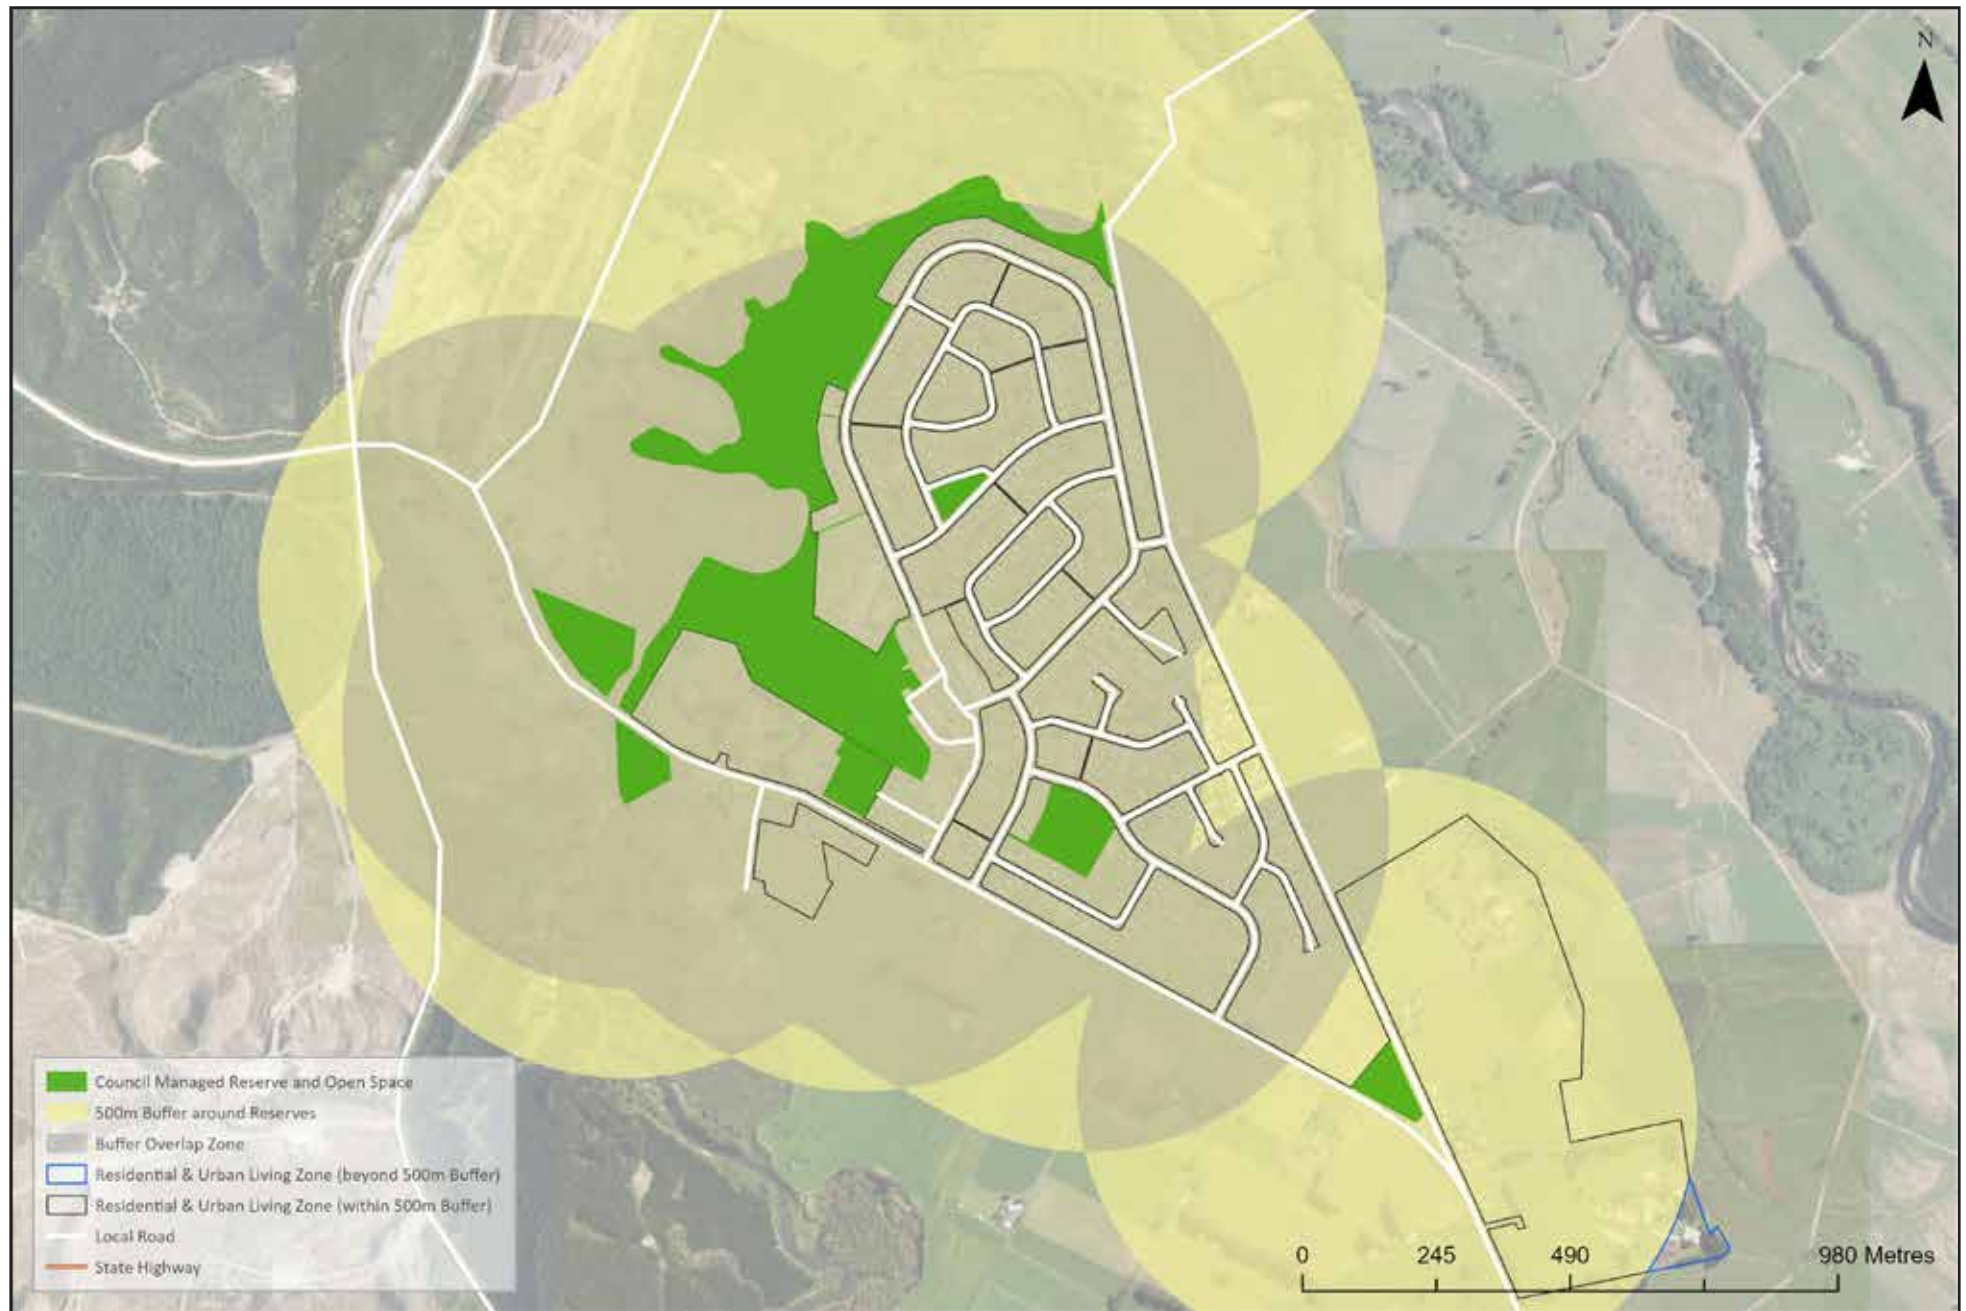 N
Council Managed Reserve and Open Space
500m Buffer around Reserves
Buffer Overlap Zone
Residential & Urban Living Zone (beyond 500m Buffer)
Residential & Urban Living Zone (within 500m Buffer)
Local Road
State Highway
0 245 490 980 Metres